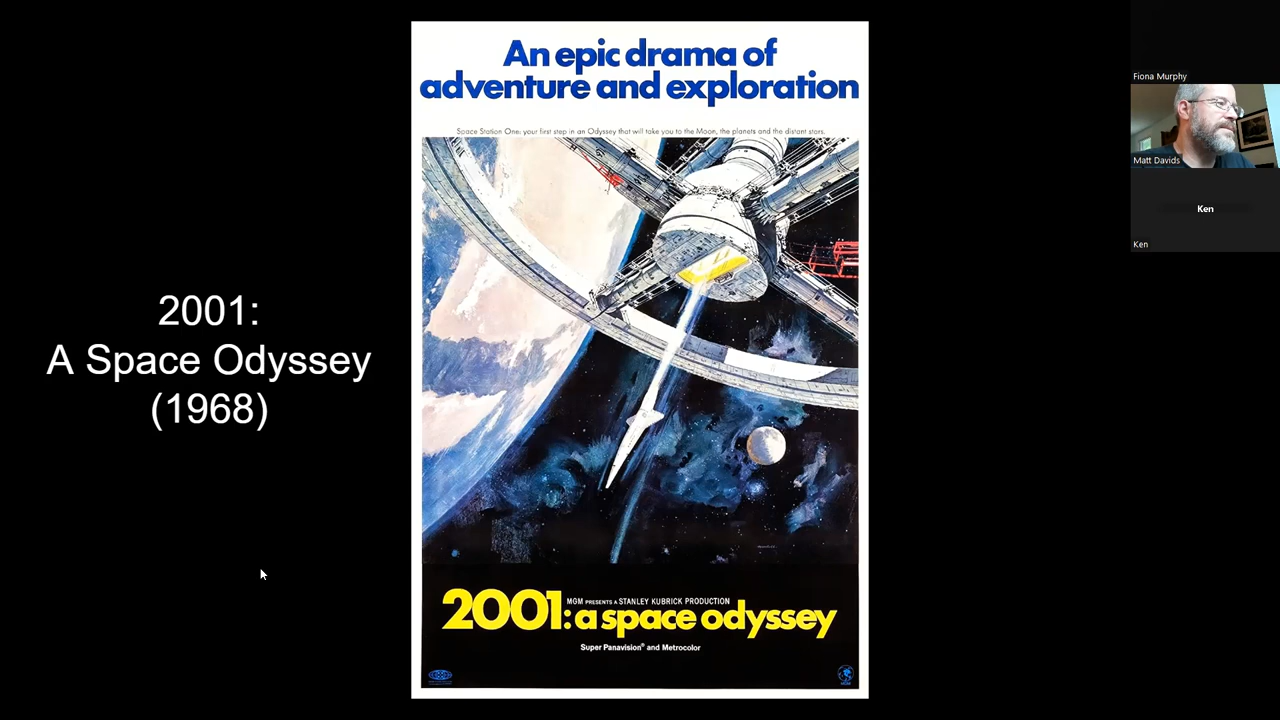 2001:
A Space Odyssey
(1968)
An epic drama of
adventure and exploration
Space Station One: your first step in an Odyssey that will take you to the Moon, the planets and the distant stars.
MGM PRESENTS A STANLEY KUBRICK PRODUCTION
2001: a space odyssey
Super Panavision® and Metrocolor
Fiona Murphy
Matt Davids
Ken
Ken